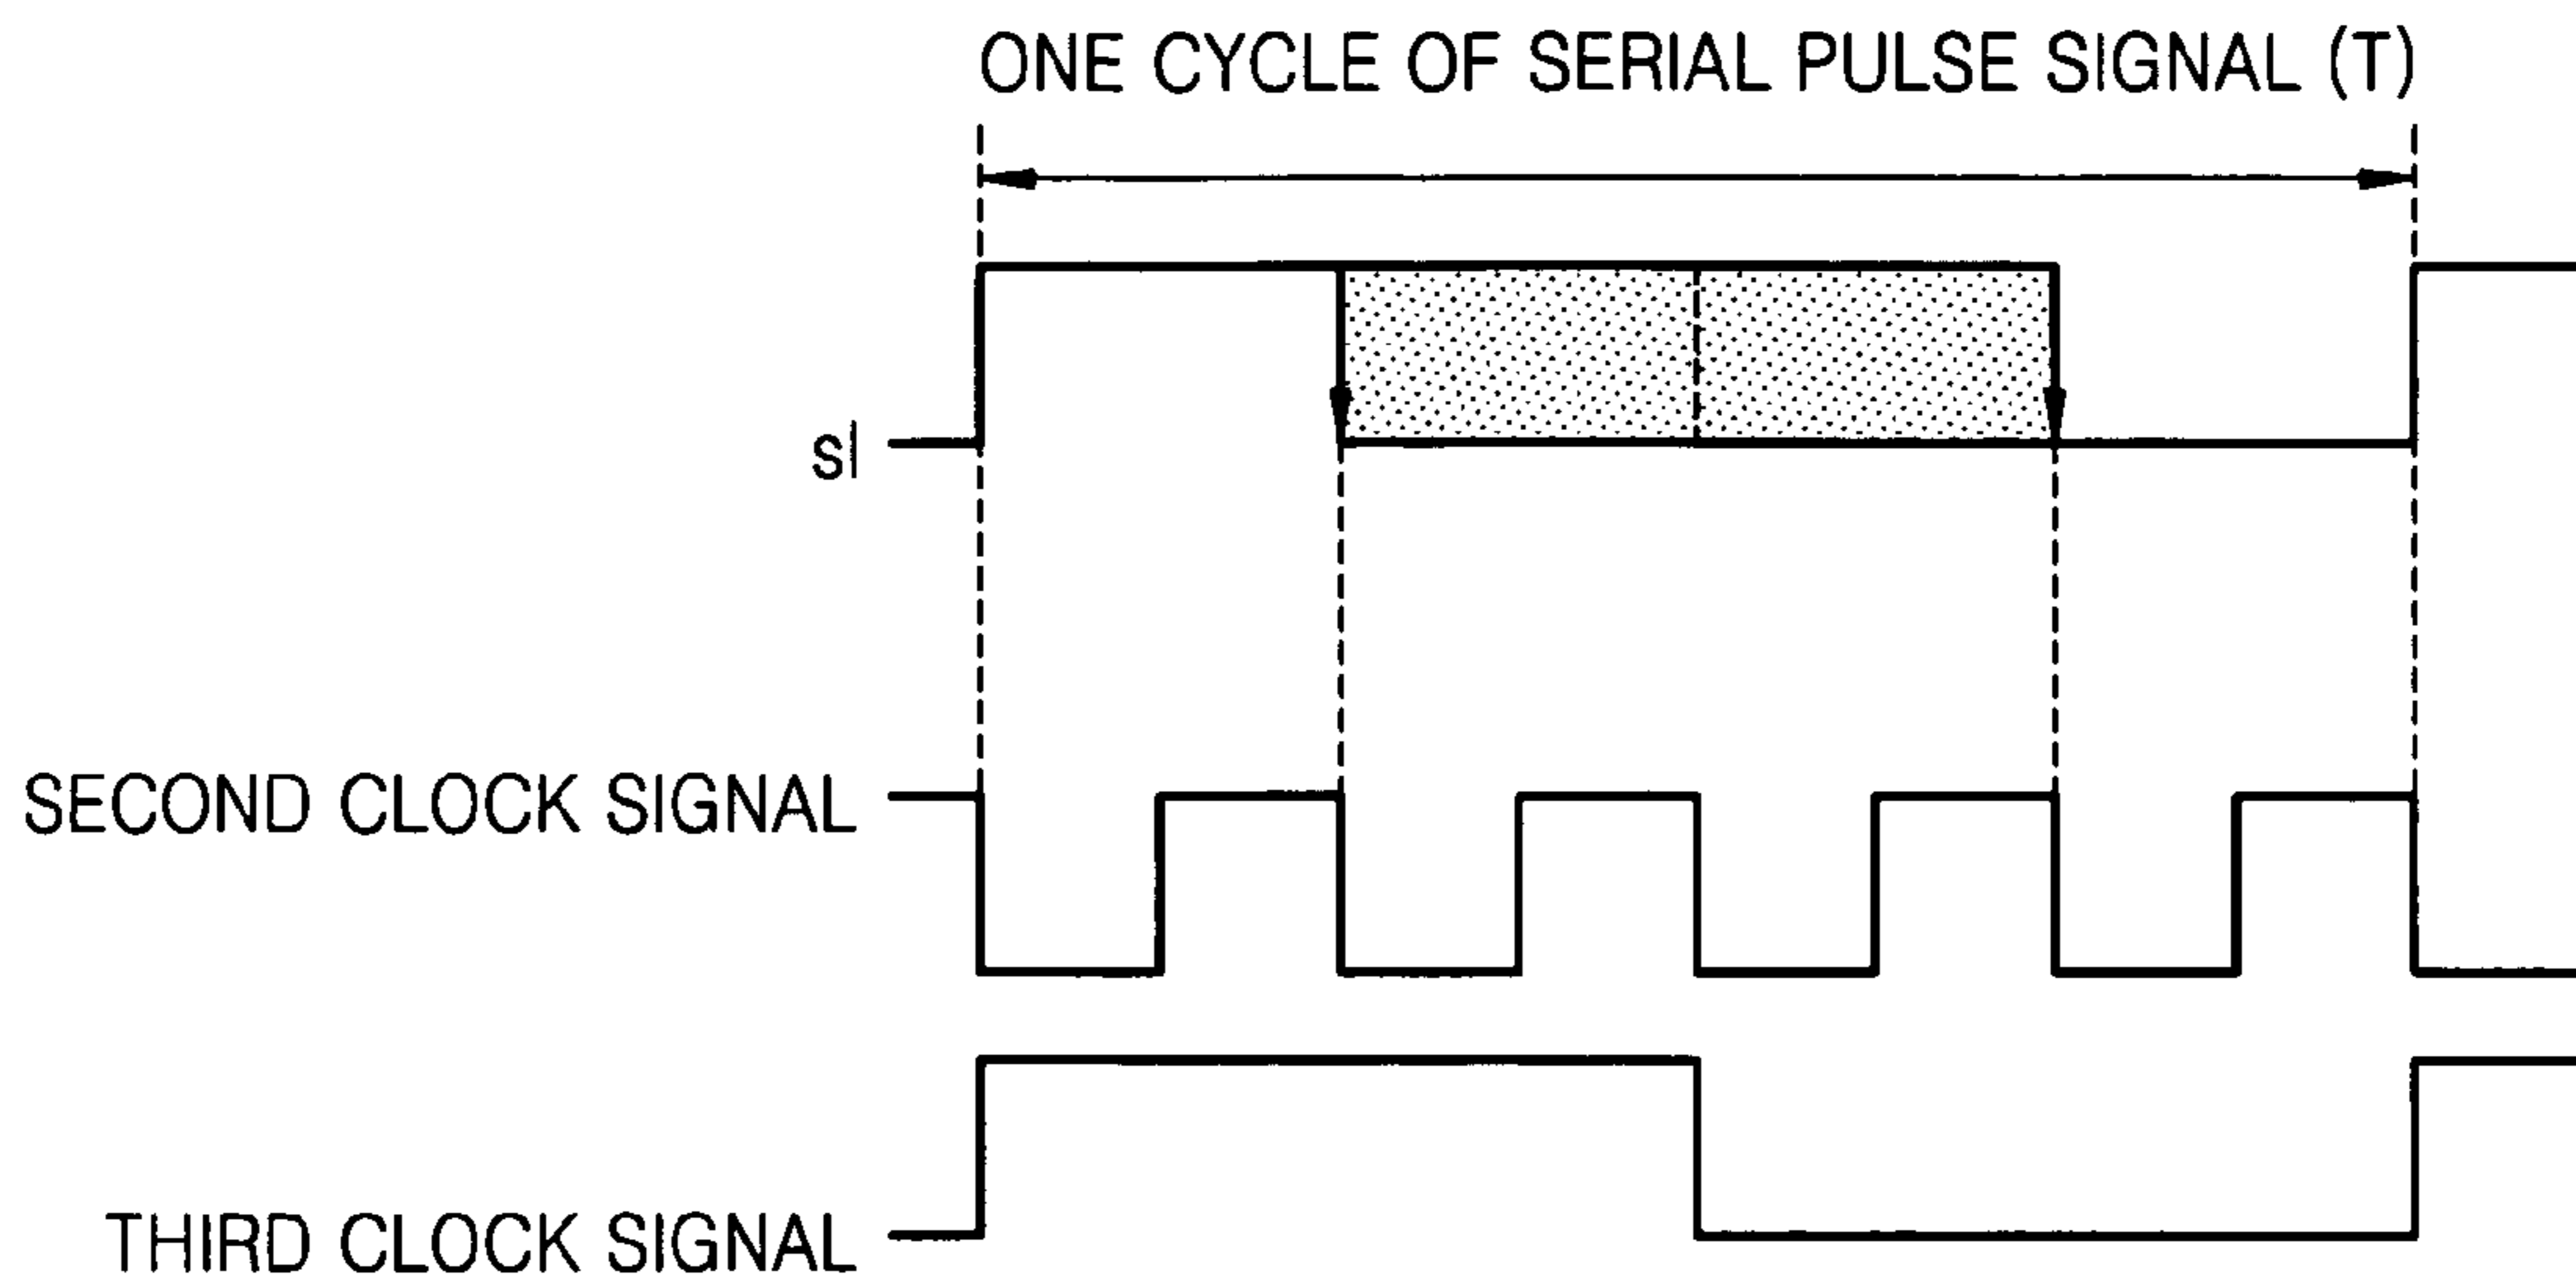 ONE CYCLE OF SERIAL PULSE SIGNAL (T)
sl
SECOND CLOCK SIGNAL
THIRD CLOCK SIGNAL